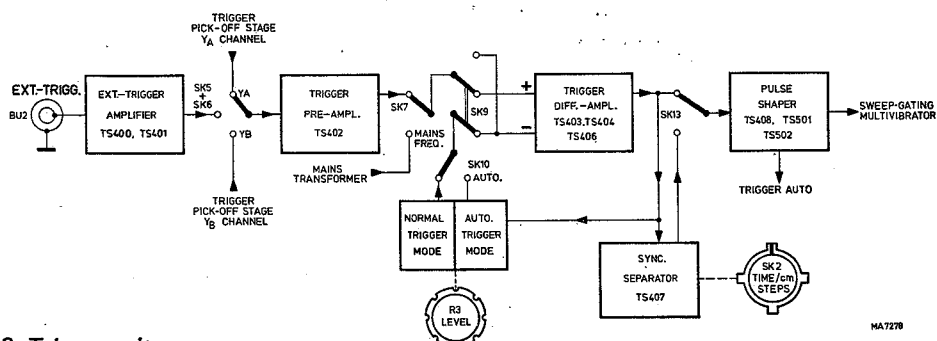 TRIGGER
PICK-OFF STAGE
YA CHANNEL
EXT.-TRIGG.
BU2
EXT.-TRIGGER
AMPLIFIER
TS400, TS401
SK5
+
SK6
YA
YB
TRIGGER
PICK-OFF STAGE
YB CHANNEL
TRIGGER
PRE-AMPL.
TS402
SK7
MAINS
FREQ.
MAINS
TRANSFORMER
SK9
SK10
AUTO.
NORMAL
TRIGGER
MODE
AUTO.
TRIGGER
MODE
R3
LEVEL
+
−
TRIGGER
DIFF.-AMPL.
TS403,TS404
TS406
SK13
PULSE
SHAPER
TS408, TS501
TS502
SWEEP-GATING
MULTIVIBRATOR
TRIGGER AUTO
SYNC.
SEPARATOR
TS407
SK2
TIME/cm
STEPS
MA7278